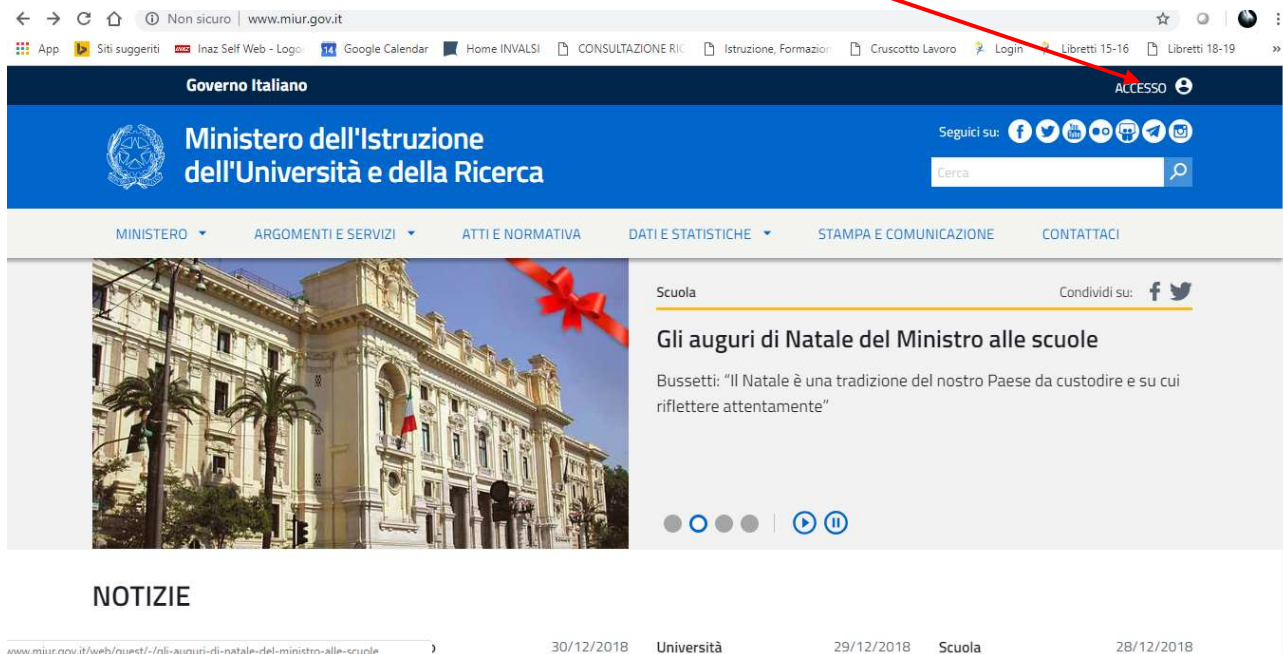 Non sicuro | www.miur.gov.it
App Siti suggeriti Inaz Self Web - Logo Google Calendar Home INVALSI CONSULTAZIONE RIC Istruzione, Formazion Cruscotto Lavoro Login Libretti 15-16 Libretti 18-19 »
Governo Italiano
ACCESSO
Ministero dell'Istruzione
dell'Università e della Ricerca
Seguici su:
Cerca
MINISTERO ARGOMENTI E SERVIZI ATTI E NORMATIVA DATI E STATISTICHE STAMPA E COMUNICAZIONE CONTATTACI
Scuola
Condividi su:
Gli auguri di Natale del Ministro alle scuole
Bussetti: “Il Natale è una tradizione del nostro Paese da custodire e su cui
riflettere attentamente”
NOTIZIE
30/12/2018 Università 29/12/2018 Scuola 28/12/2018
www.miur.gov.it/web/guest/-/gli-auguri-di-natale-del-ministro-alle-scuole